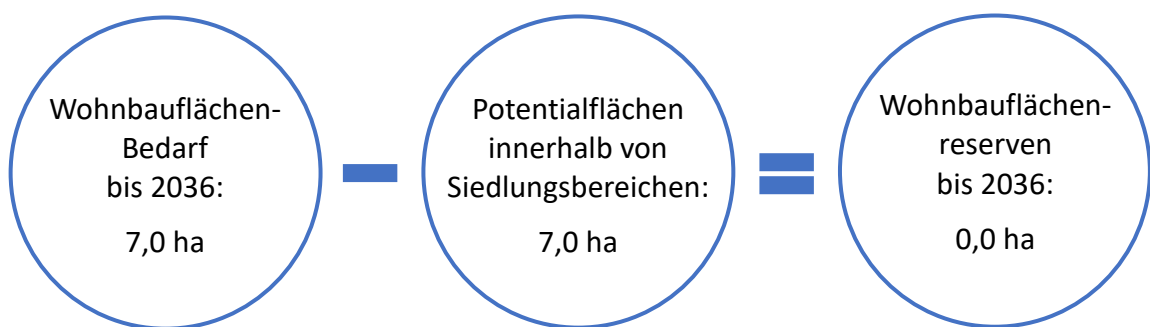 Wohnbauflächen-
Bedarf
bis 2036:
7,0 ha
Potentialflächen
innerhalb von
Siedlungsbereichen:
7,0 ha
Wohnbauflächen-
reserven
bis 2036:
0,0 ha